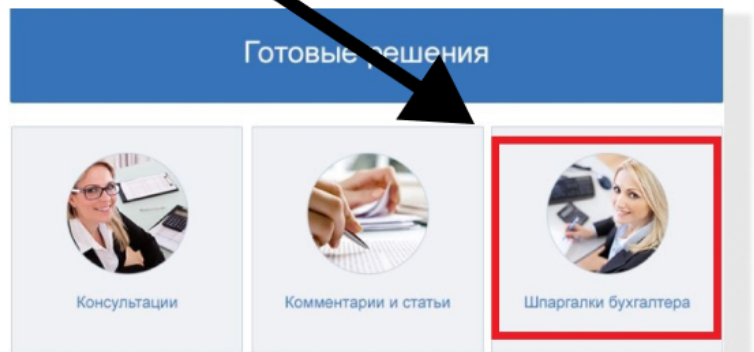 Готовые решения
Консультации
Комментарии и статьи
Шпаргалки бухгалтера